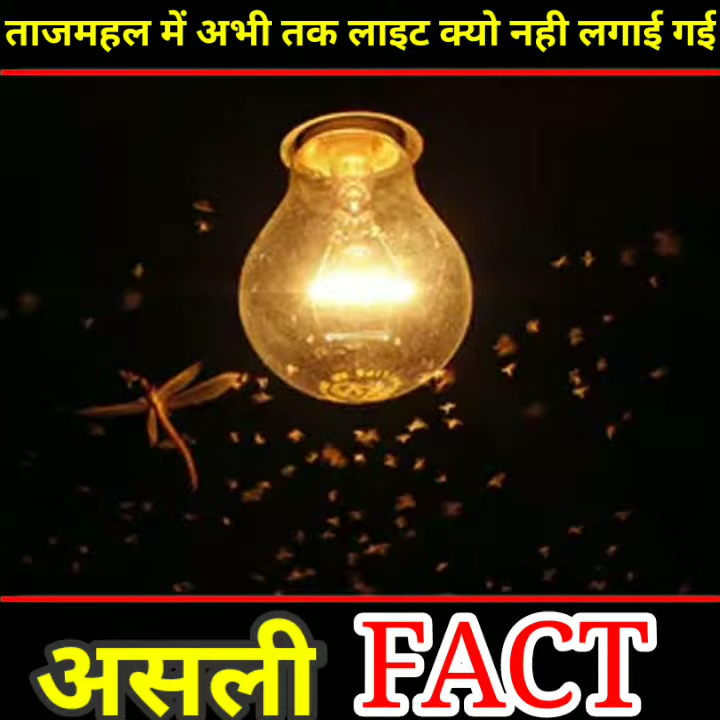 ताजमहल में अभी तक लाइट क्यो नही लगाई गई
असली FACT